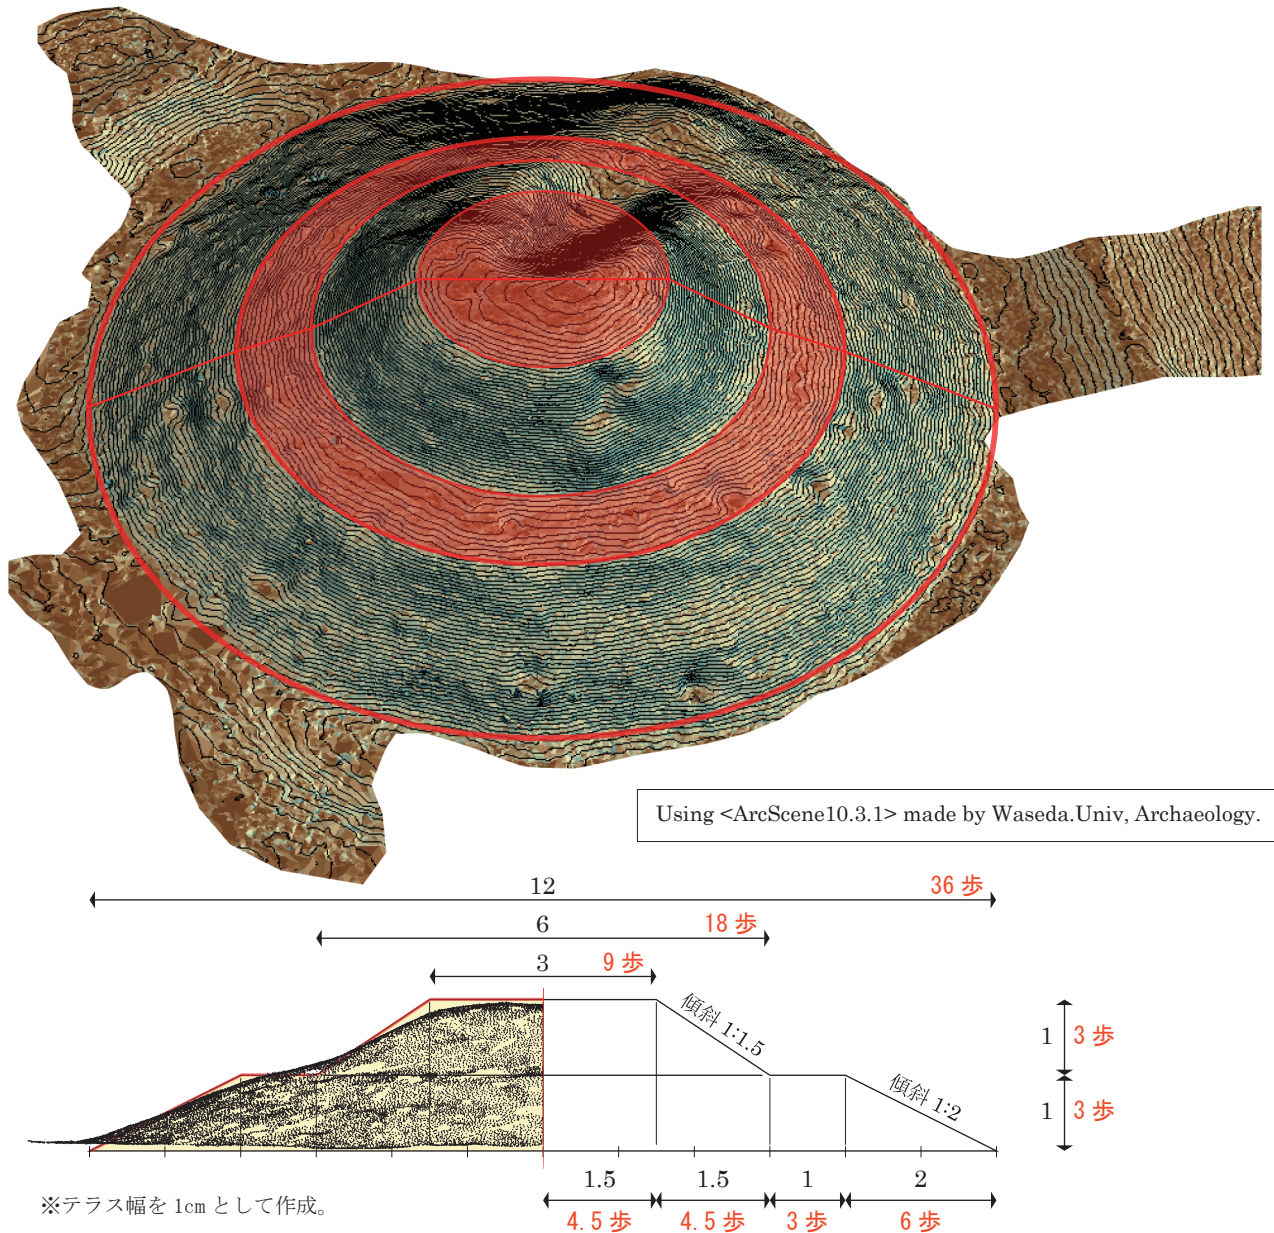 Using <ArcScene10.3.1> made by Waseda.Univ, Archaeology.
12 36 歩
6 18 歩
3 9 歩
傾斜 1:1.5
傾斜 1:2
1 3 歩
1 3 歩
1.5 1.5 1 2
4.5 歩 4.5 歩 3 歩 6 歩
※テラス幅を 1cm として作成。